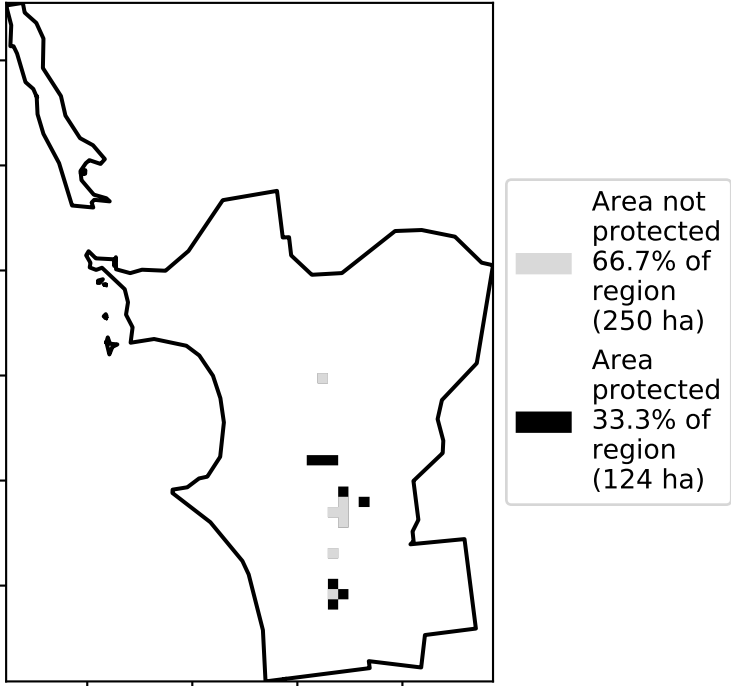 Area not
protected
66.7% of
region
(250 ha)
Area
protected
33.3% of
region
(124 ha)